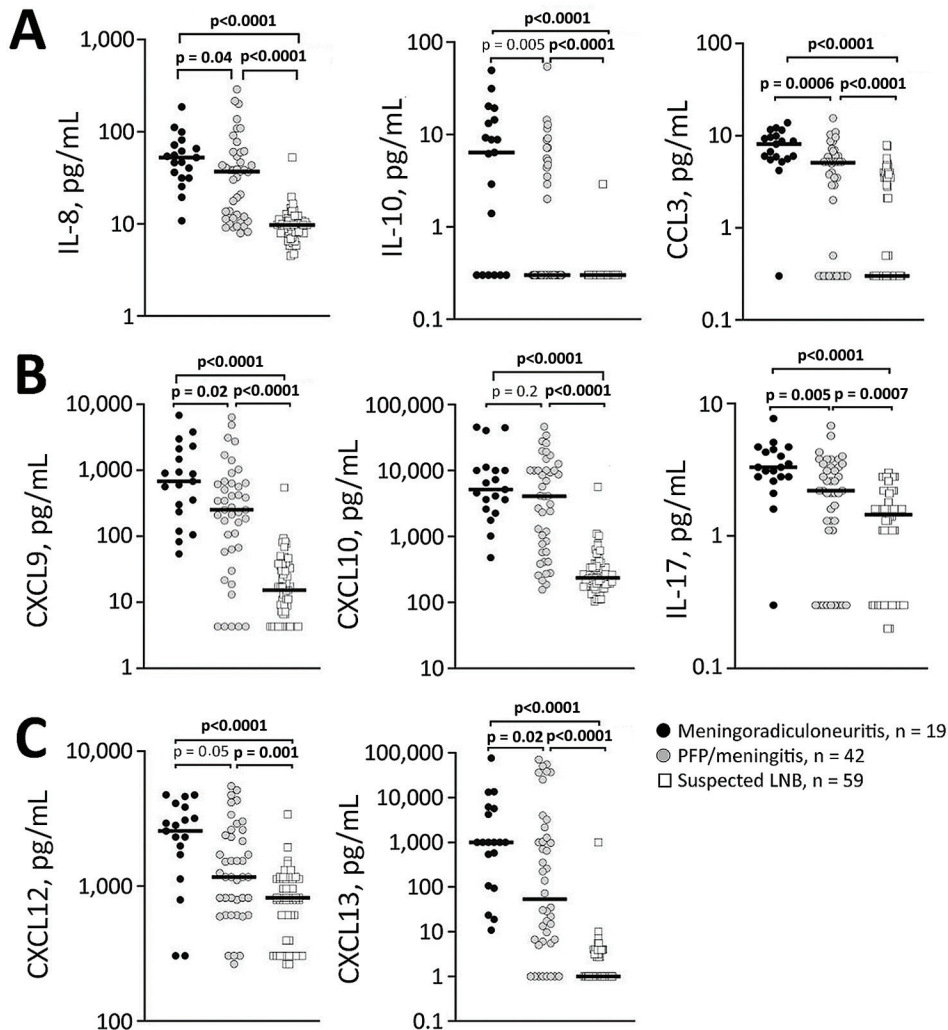 A
p<0.0001
p = 0.04 p<0.0001
1,000
100
10
1
IL-8, pg/mL
p<0.0001
p = 0.005 p<0.0001
100
10
1
0.1
IL-10, pg/mL
p<0.0001
p = 0.0006 p<0.0001
100
10
1
0.1
CCL3, pg/mL
B
p<0.0001
p = 0.02 p<0.0001
10,000
1,000
100
10
1
CXCL9, pg/mL
p<0.0001
p = 0.2 p<0.0001
100,000
10,000
1,000
100
10
CXCL10, pg/mL
p<0.0001
p = 0.005 p = 0.0007
10
1
0.1
IL-17, pg/mL
C
p<0.0001
p = 0.05 p = 0.001
10,000
1,000
100
CXCL12, pg/mL
p<0.0001
p = 0.02 p<0.0001
100,000
10,000
1,000
100
10
1
0.1
CXCL13, pg/mL
Meningoradiculoneuritis, n = 19
PFP/meningitis, n = 42
Suspected LNB, n = 59